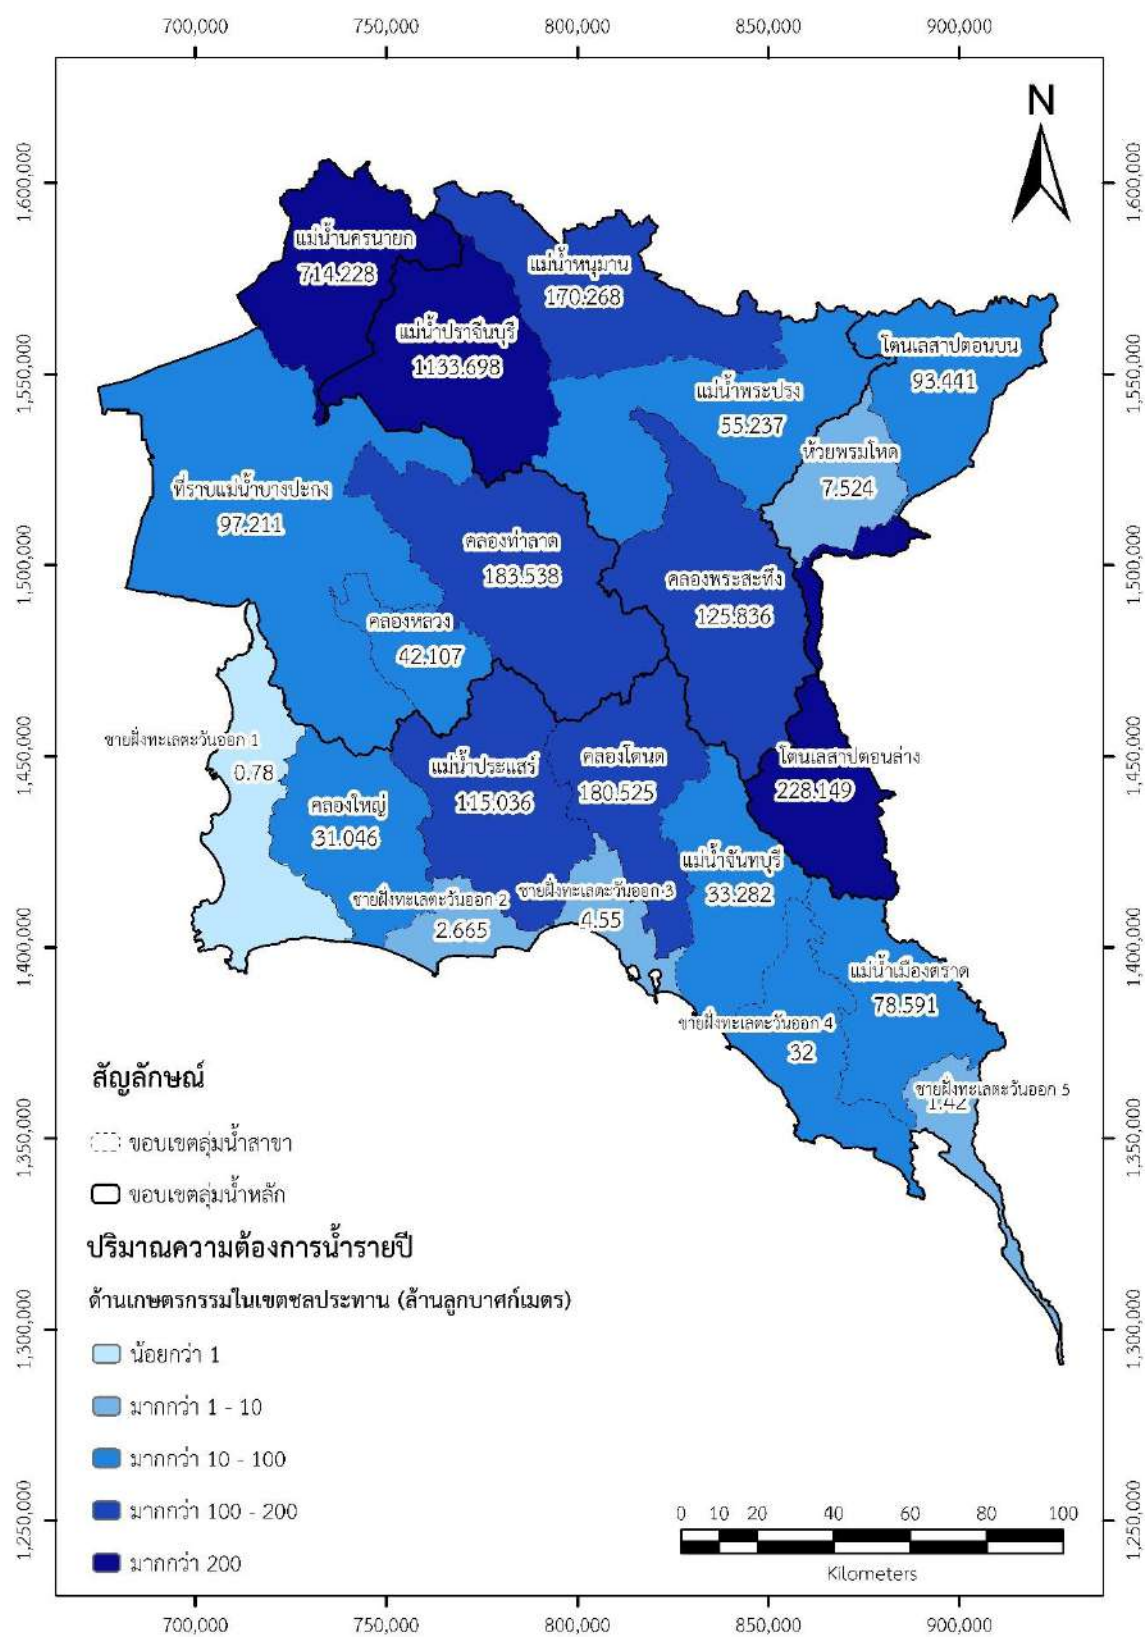 700,000 750,000 800,000 850,000 900,000
N
1,600,000
1,600,000
แม่น้ำนครนายก
714.228
แม่น้ำหนุมาน
170.268
แม่น้ำปราจีนบุรี
1133.698
โตนเลสาปตอนบน
93.441
1,550,000
1,550,000
แม่น้ำพระปรง
55.237
ห้วยพรมโหด
7.524
ที่ราบแม่น้ำบางปะกง
97.211
คลองท่าลาด
183.538
1,500,000
1,500,000
คลองพระสะทึง
125.836
คลองหลวง
42.107
ชายฝั่งทะเลตะวันออก 1
0.78
1,450,000
1,450,000
แม่น้ำประแสร์
115.036
คลองโตนด
180.525
โตนเลสาปตอนล่าง
228.149
คลองใหญ่
31.046
แม่น้ำจันทบุรี
33.282
ชายฝั่งทะเลตะวันออก 2
2.665
ชายฝั่งทะเลตะวันออก 3
4.55
1,400,000
1,400,000
แม่น้ำเมืองตราด
78.591
ชายฝั่งทะเลตะวันออก 4
32
ชายฝั่งทะเลตะวันออก 5
1.42
สัญลักษณ์
ขอบเขตลุ่มน้ำสาขา
1,350,000
1,350,000
ขอบเขตลุ่มน้ำหลัก
ปริมาณความต้องการน้ำรายปี
ด้านเกษตรกรรมในเขตชลประทาน (ล้านลูกบาศก์เมตร)
1,300,000
1,300,000
น้อยกว่า 1
มากกว่า 1 - 10
มากกว่า 10 - 100
มากกว่า 100 - 200
มากกว่า 200
1,250,000
1,250,000
0 10 20 40 60 80 100
Kilometers
700,000 750,000 800,000 850,000 900,000